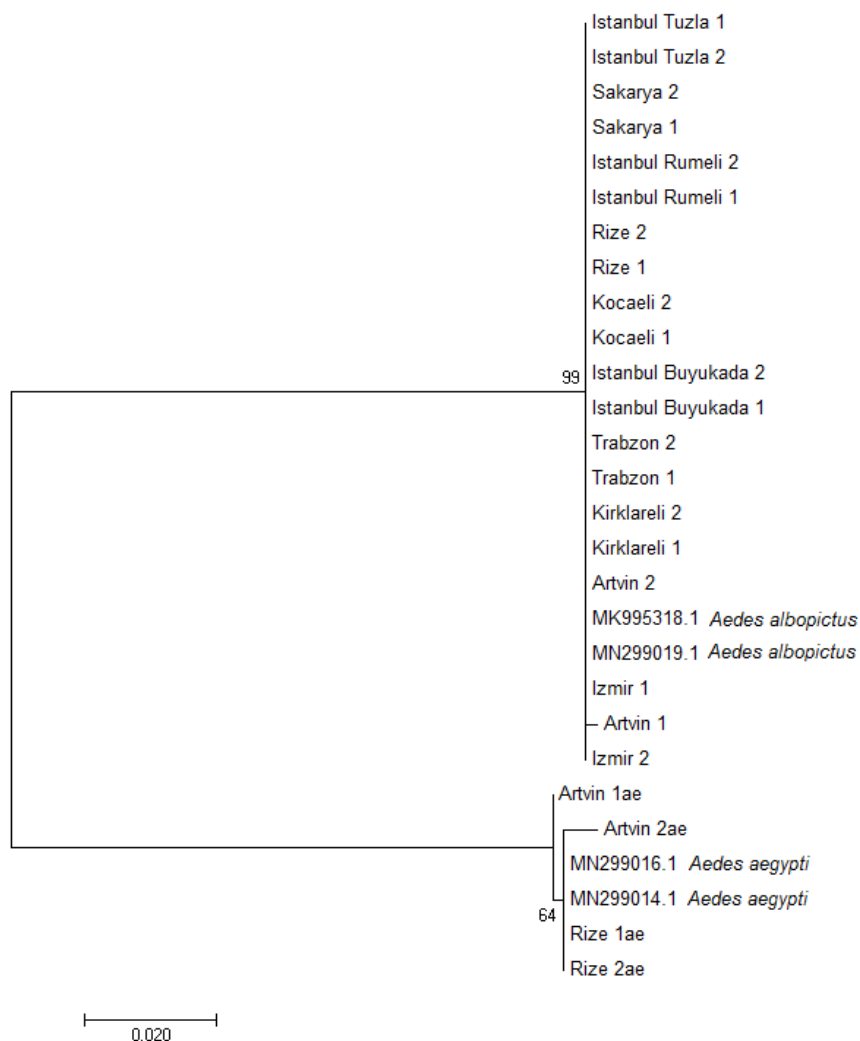 Istanbul Tuzla 1
Istanbul Tuzla 2
Sakarya 2
Sakarya 1
Istanbul Rumeli 2
Istanbul Rumeli 1
Rize 2
Rize 1
Kocaeli 2
Kocaeli 1
99
Istanbul Buyukada 2
Istanbul Buyukada 1
Trabzon 2
Trabzon 1
Kirklareli 2
Kirklareli 1
Artvin 2
MK995318.1 Aedes albopictus
MN299019.1 Aedes albopictus
Izmir 1
Artvin 1
Izmir 2
Artvin 1ae
Artvin 2ae
MN299016.1 Aedes aegypti
MN299014.1 Aedes aegypti
64
Rize 1ae
Rize 2ae
0.020